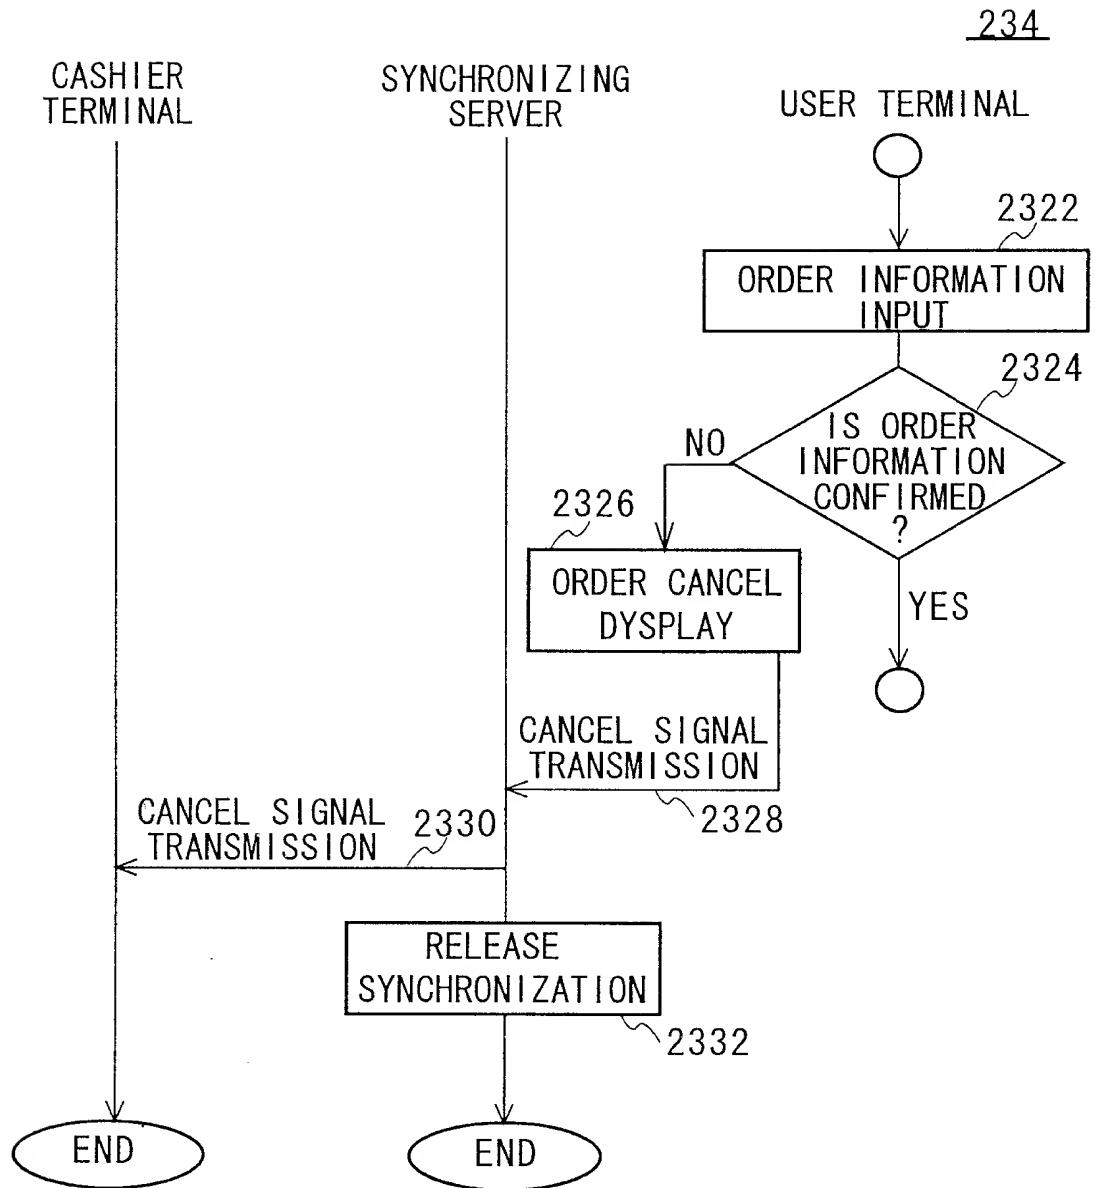 234
CASHIER
TERMINAL
SYNCHRONIZING
SERVER
USER TERMINAL
2322
ORDER INFORMATION
INPUT
2324
IS ORDER
INFORMATION
CONFIRMED
?
NO
YES
2326
ORDER CANCEL
DYSPLAY
CANCEL SIGNAL
TRANSMISSION
2328
CANCEL SIGNAL
TRANSMISSION
2330
RELEASE
SYNCHRONIZATION
2332
END
END